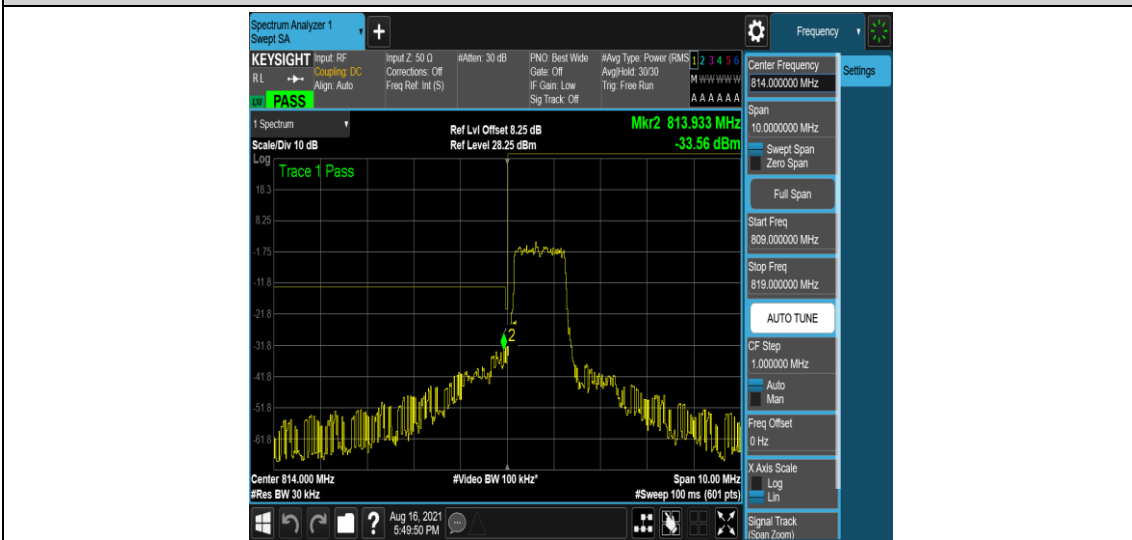 Spectrum Analyzer 1
Swept SA
+
Frequency
KEYSIGHT
Input: RF
Coupling: DC
Align: Auto
Input Z: 50 Ω
Corrections: Off
Freq Ref: Int (S)
#Atten: 30 dB
PNO: Best Wide
Gate: Off
IF Gain: Low
Sig Track: Off
#Avg Type: Power (RMS
Avg|Hold: 30/30
Trig: Free Run
1 2 3 4 5 6
M W W W W W
A A A A A A
RL
PASS
1 Spectrum
Scale/Div 10 dB
Ref Lvl Offset 8.25 dB
Ref Level 28.25 dBm
Mkr2 813.933 MHz
-33.56 dBm
Log
Trace 1 Pass
18.3
8.25
-1.75
-11.8
-21.8
-31.8
-41.8
-51.8
-61.8
2
Center 814.000 MHz
#Video BW 100 kHz*
Span 10.00 MHz
#Res BW 30 kHz
#Sweep 100 ms (601 pts)
Center Frequency
814.000000 MHz
Settings
Span
10.0000000 MHz
Swept Span
Zero Span
Full Span
Start Freq
809.000000 MHz
Stop Freq
819.000000 MHz
AUTO TUNE
CF Step
1.000000 MHz
Auto
Man
Freq Offset
0 Hz
X Axis Scale
Log
Lin
Signal Track
(Span Zoom)
?
Aug 16, 2021
5:49:50 PM